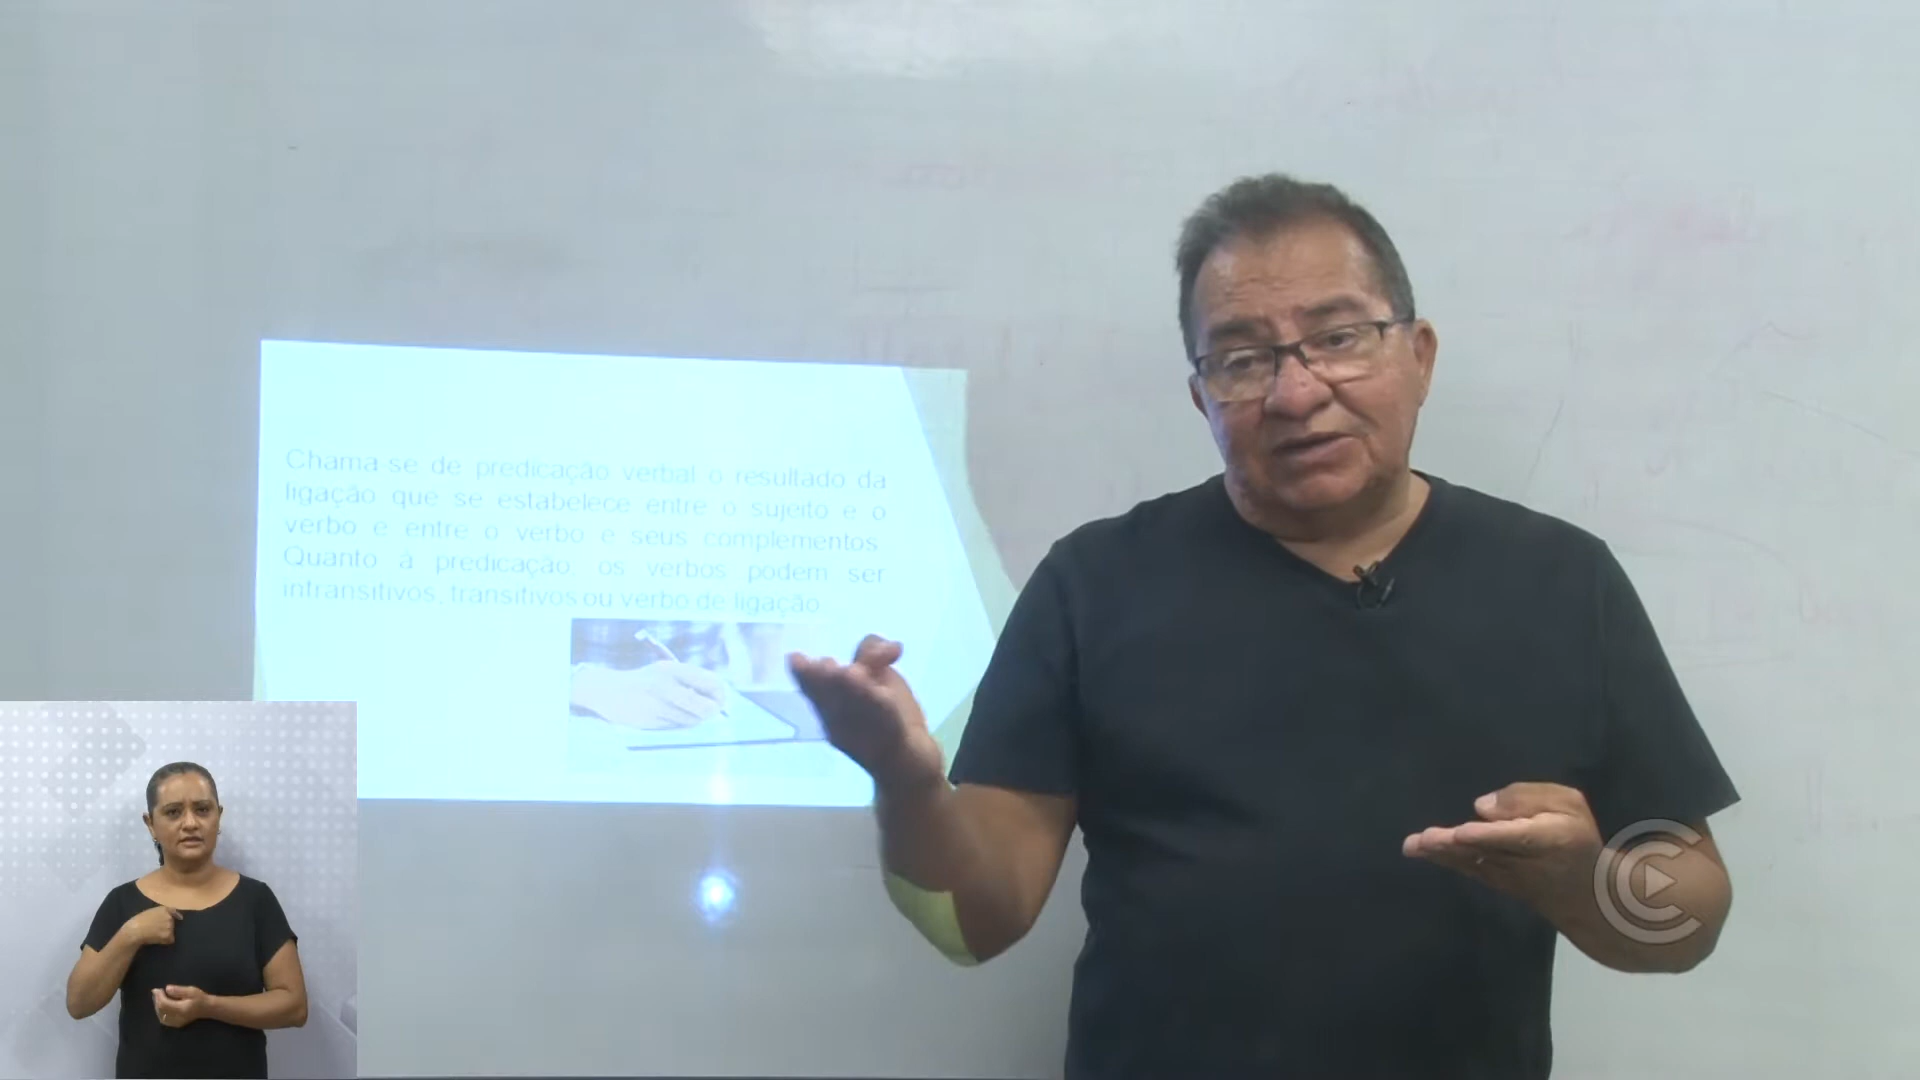 Chama-se de predicação verbal o resultado da
ligação que se estabelece entre o sujeito e o
verbo e entre o verbo e seus complementos.
Quanto à predicação, os verbos podem ser
intransitivos, transitivos ou verbo de ligação.